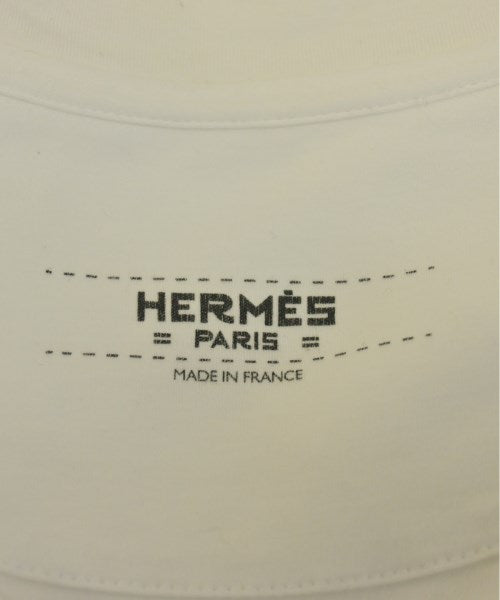 HERMÈS
= PARIS =
MADE IN FRANCE